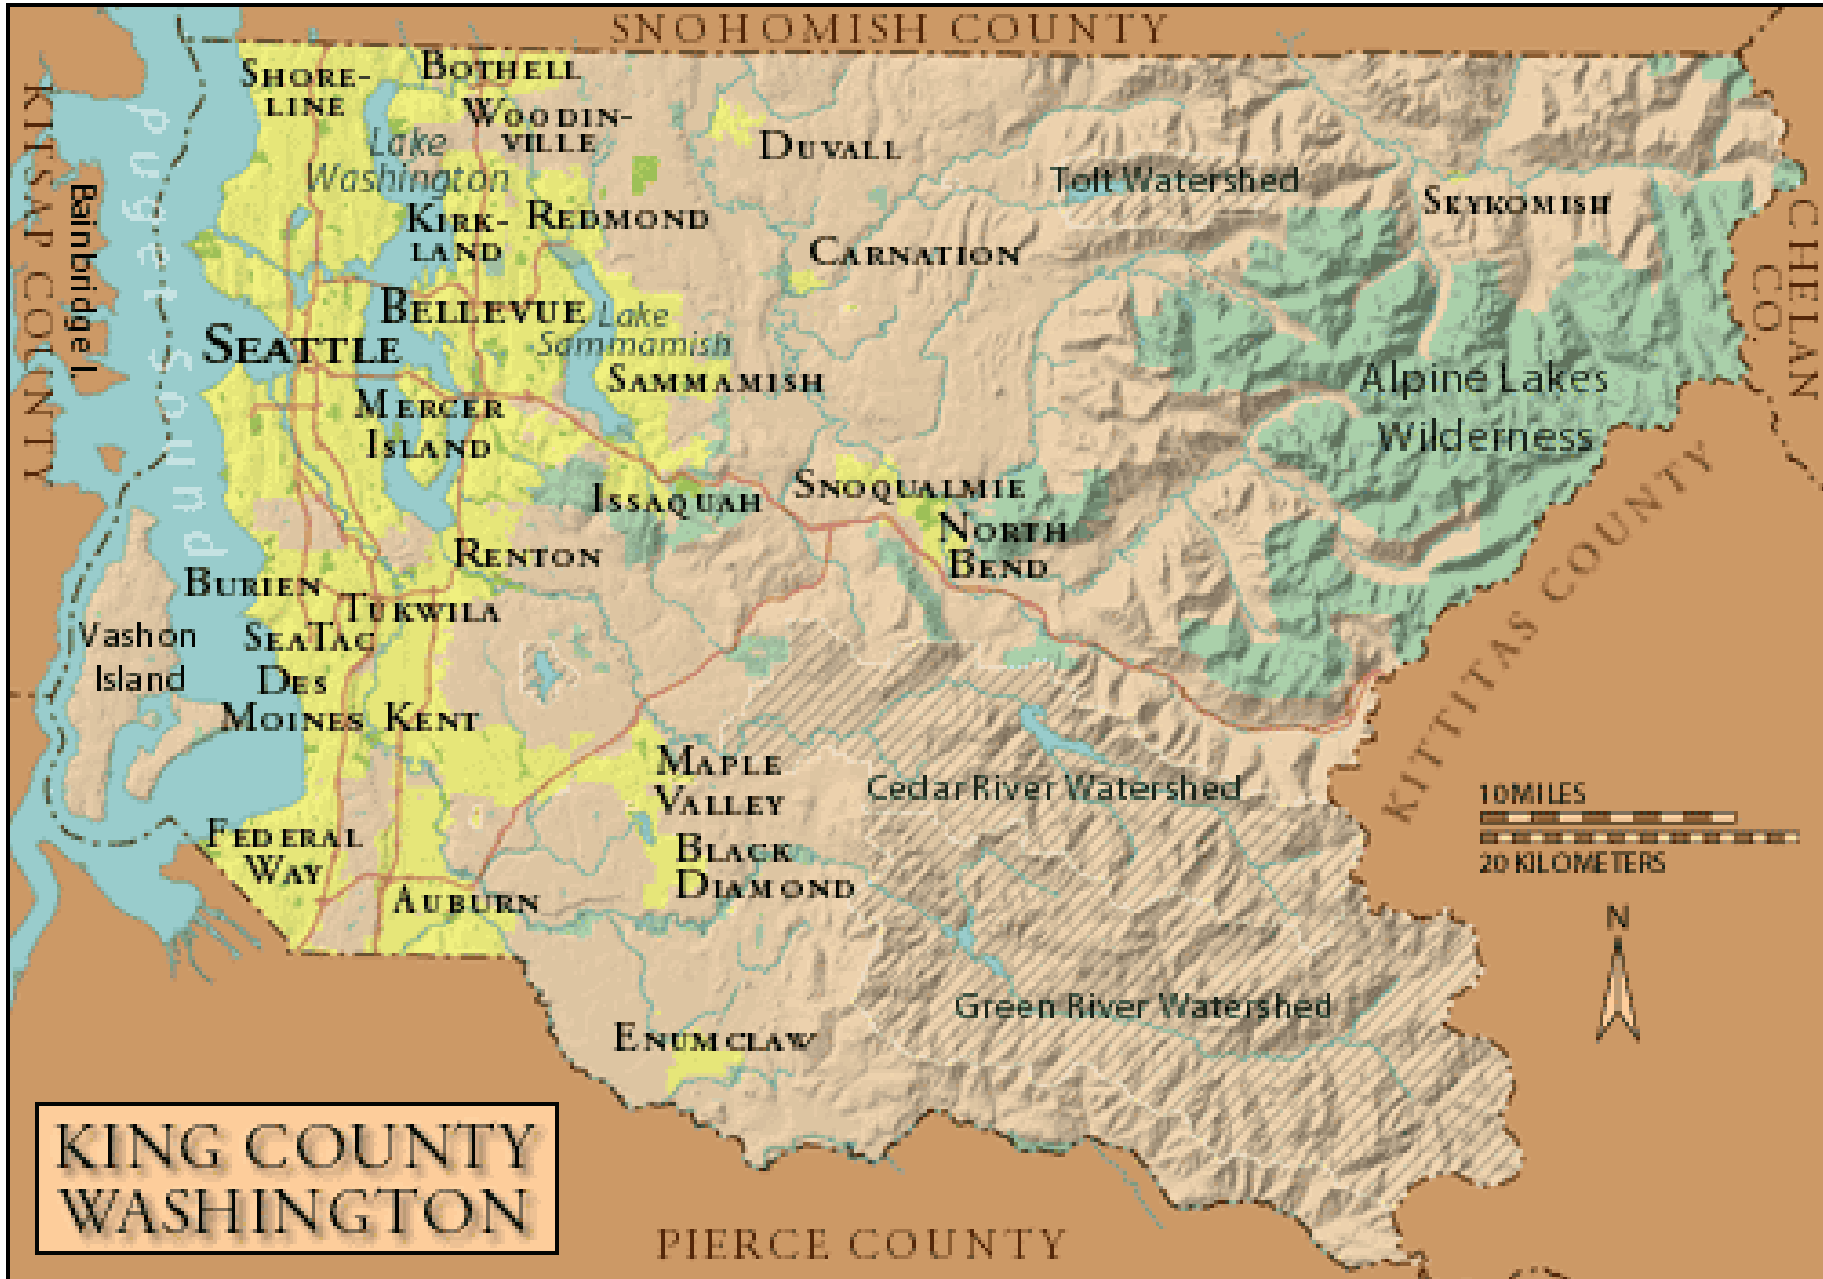 SNOHOMISH COUNTY
SHORE-
LINE
BOTHELL
WOODIN-
VILLE
DUVALL
Lake
Washington
KIRK-
LAND
REDMOND
CARNATION
Tolt Watershed
SKYKOMISH
KITSAP COUNTY
Bainbridge I.
Puget Sound
CHELAN
CO.
BELLEVUE
SEATTLE
Lake
Sammamish
SAMMAMISH
MERCER
ISLAND
Alpine Lakes
Wilderness
ISSAQUAH
SNOQUALMIE
NORTH
BEND
RENTON
BURIEN
TUKWILA
Vashon
Island
SEATAC
DES
MOINES
KENT
KITTITAS COUNTY
MAPLE
VALLEY
Cedar River Watershed
10 MILES
20 KILOMETERS
FEDERAL
WAY
BLACK
DIAMOND
AUBURN
N
Green River Watershed
ENUMCLAW
KING COUNTY
WASHINGTON
PIERCE COUNTY